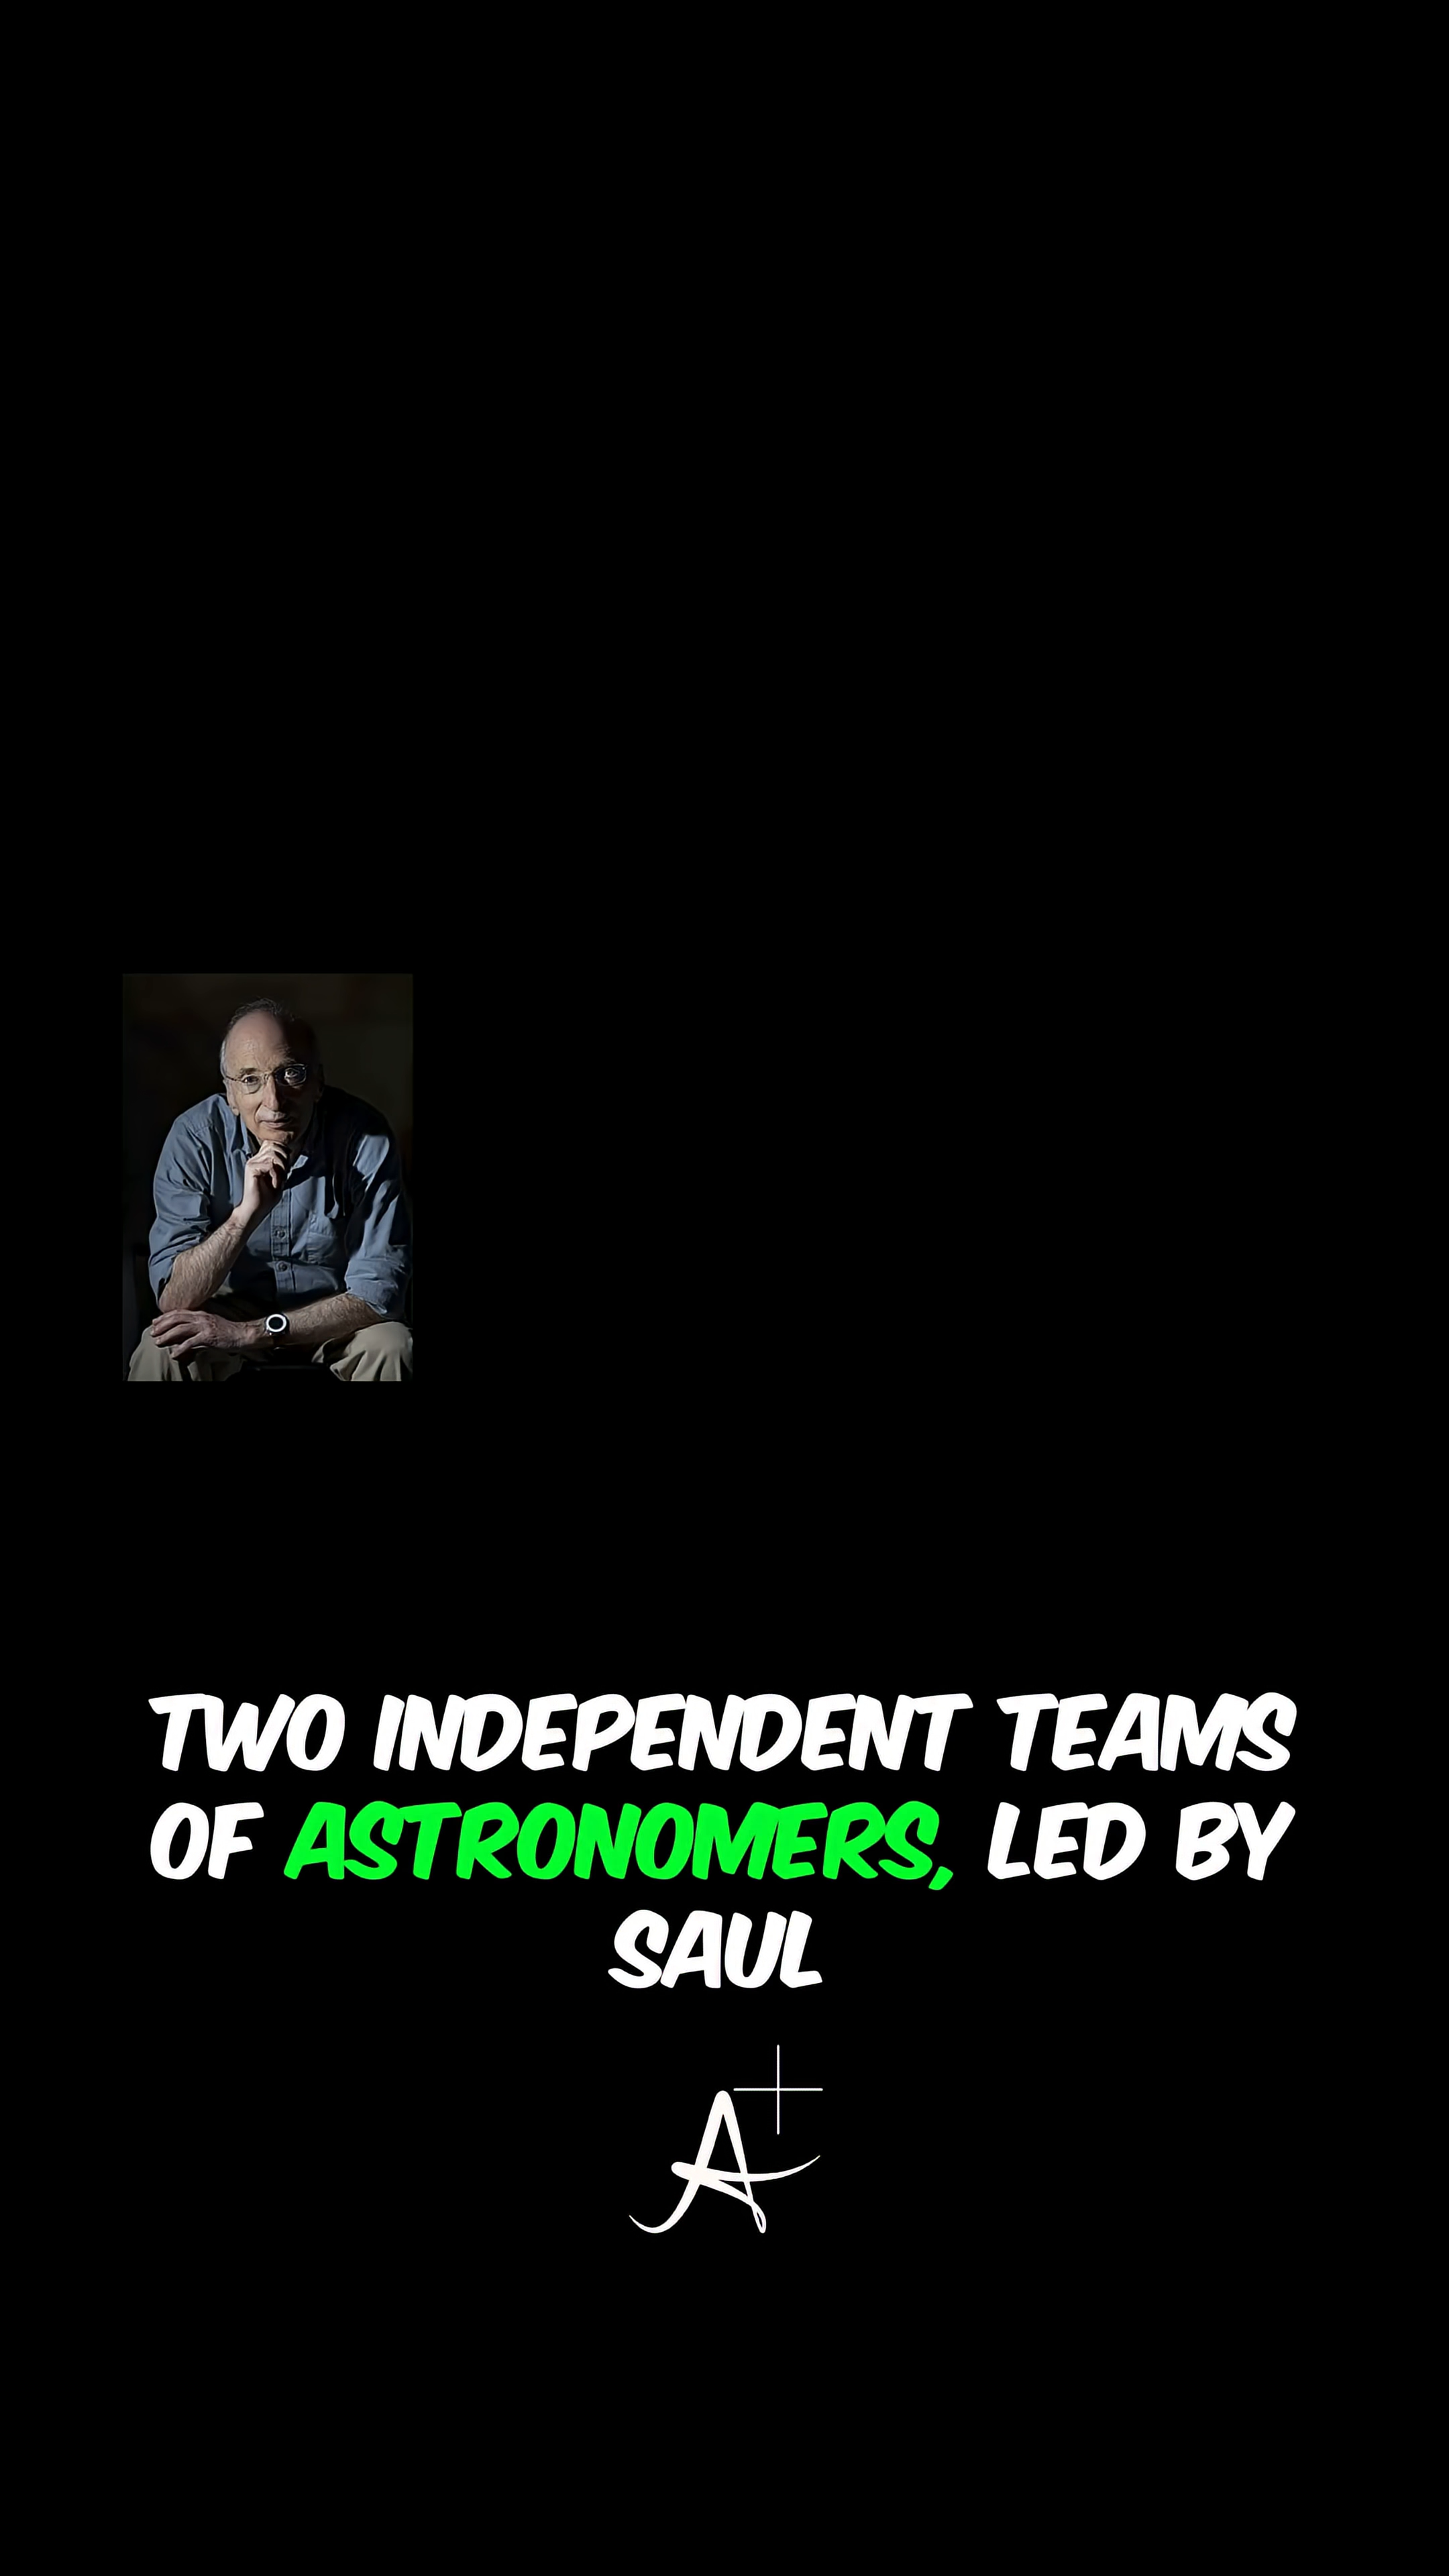 TWO INDEPENDENT TEAMS
OF ASTRONOMERS, LED BY
SAUL
A+